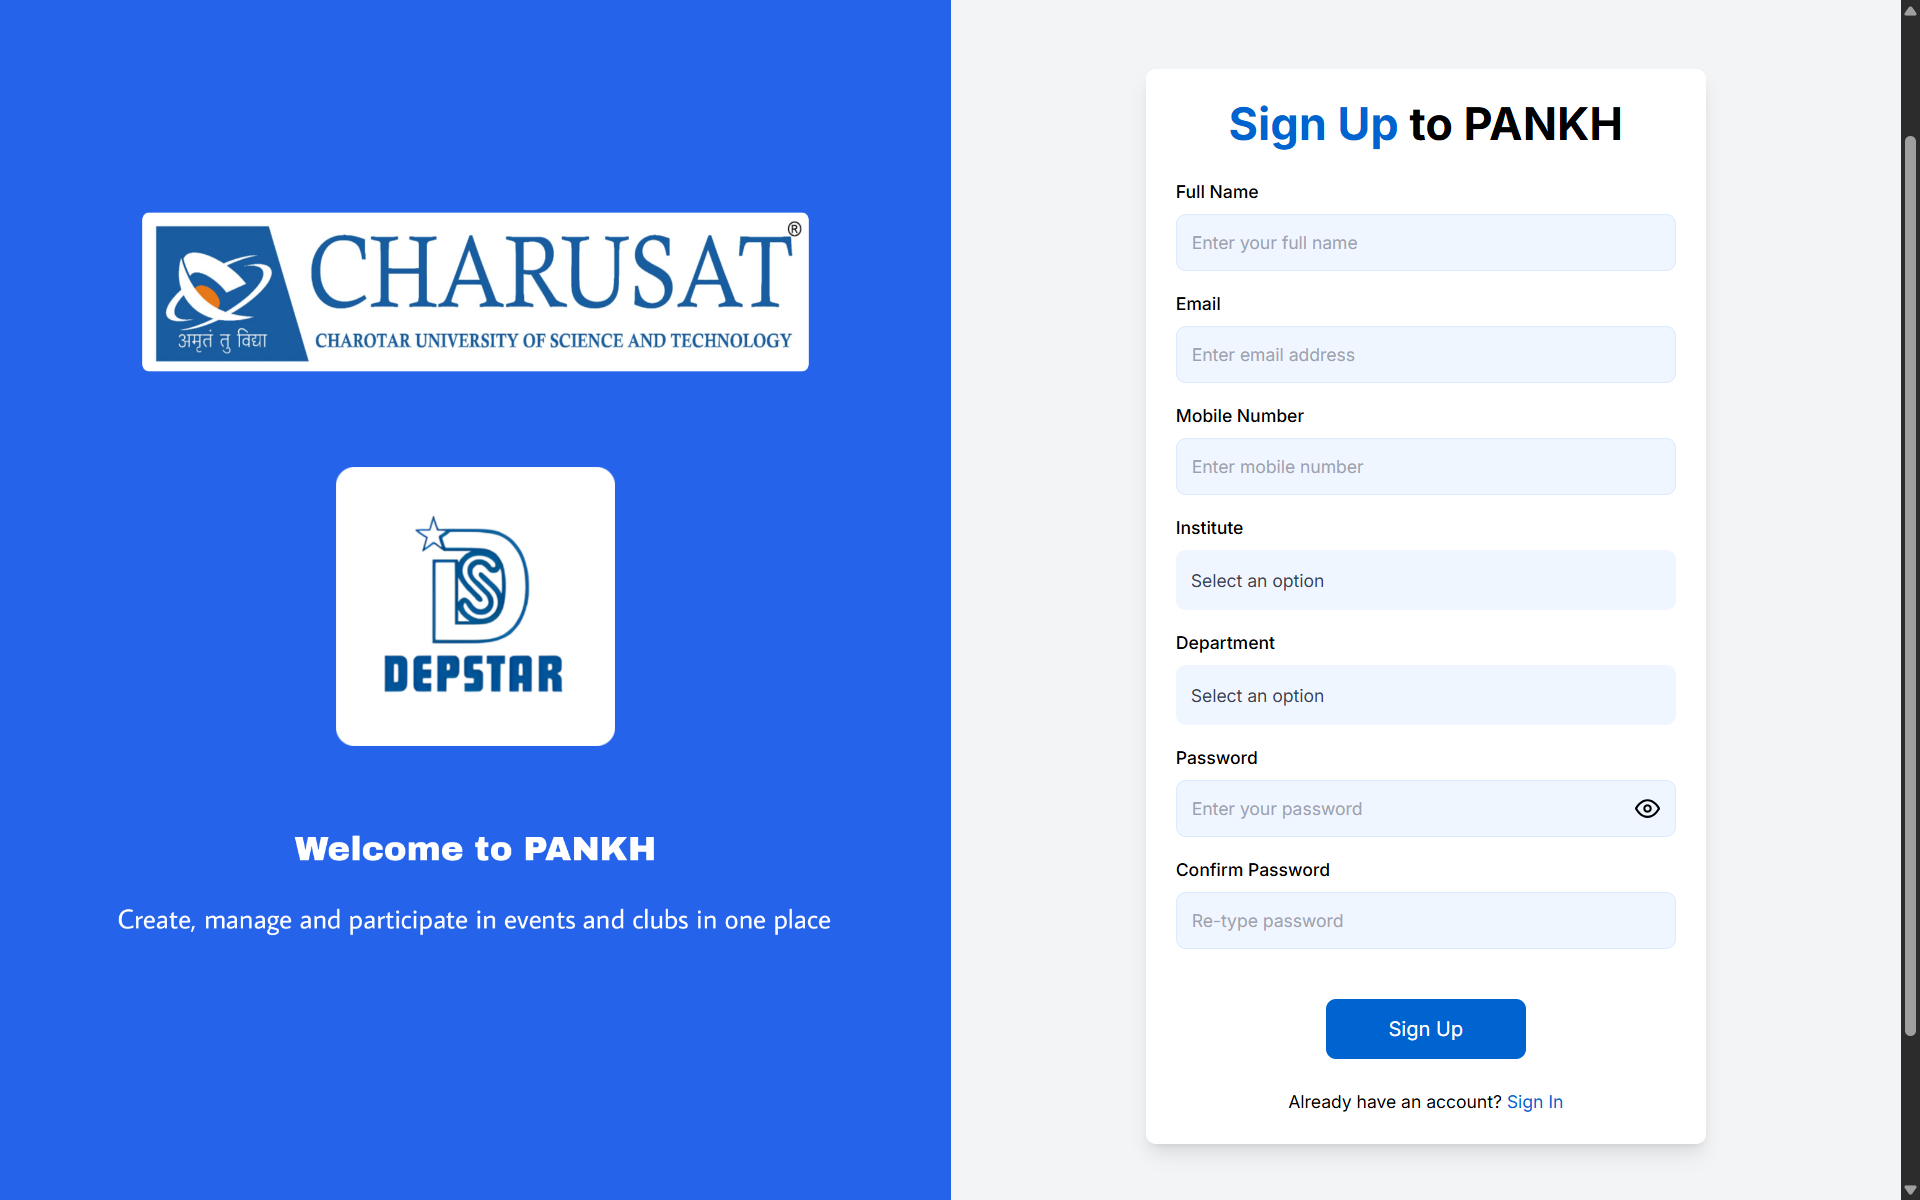 CHARUSAT®
अमृतं तु विद्या
CHAROTAR UNIVERSITY OF SCIENCE AND TECHNOLOGY
DS
DEPSTAR
Welcome to PANKH
Create, manage and participate in events and clubs in one place
Sign Up to PANKH
Full Name
Enter your full name
Email
Enter email address
Mobile Number
Enter mobile number
Institute
Select an option
Department
Select an option
Password
Enter your password
Confirm Password
Re-type password
Sign Up
Already have an account? Sign In